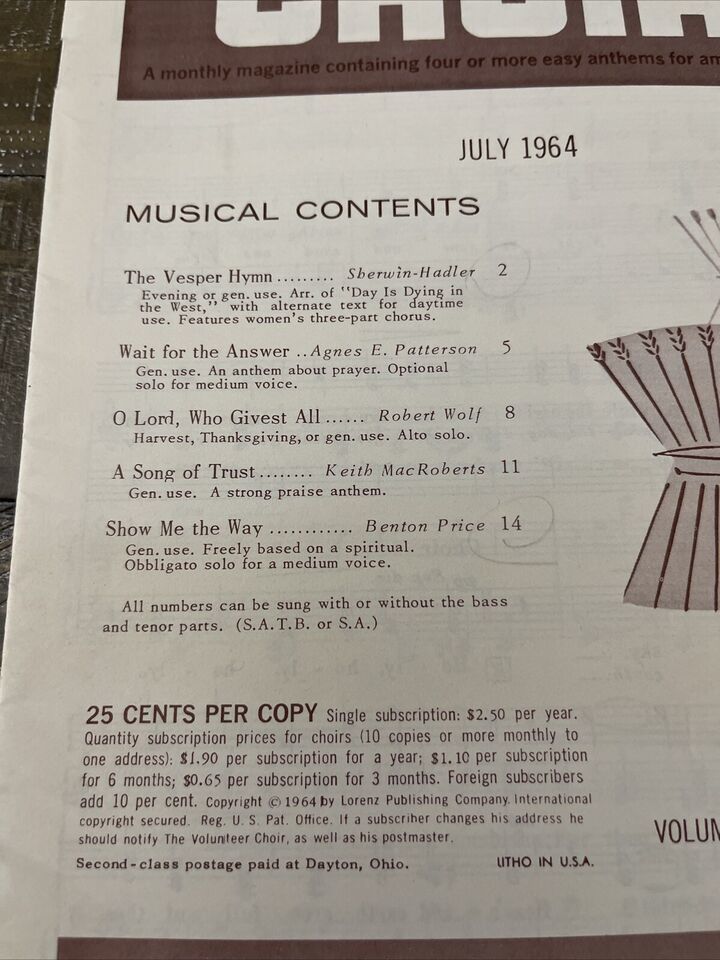 A monthly magazine containing four or more easy anthems for
JULY 1964
MUSICAL CONTENTS
The Vesper Hymn ......... Sherwin-Hadler 2
Evening or gen. use. Arr. of "Day Is Dying in
the West," with alternate text for daytime
use. Features women's three-part chorus.
Wait for the Answer .. Agnes E. Patterson 5
Gen. use. An anthem about prayer. Optional
solo for medium voice.
O Lord, Who Givest All ...... Robert Wolf 8
Harvest, Thanksgiving, or gen. use. Alto solo.
A Song of Trust ........ Keith MacRoberts 11
Gen. use. A strong praise anthem.
Show Me the Way ............ Benton Price 14
Gen. use. Freely based on a spiritual.
Obbligato solo for a medium voice.
All numbers can be sung with or without the bass
and tenor parts. (S.A.T.B. or S.A.)
25 CENTS PER COPY Single subscription: $2.50 per year.
Quantity subscription prices for choirs (10 copies or more monthly to
one address): $1.90 per subscription for a year; $1.10 per subscription
for 6 months; $0.65 per subscription for 3 months. Foreign subscribers
add 10 per cent. Copyright © 1964 by Lorenz Publishing Company. International
copyright secured. Reg. U. S. Pat. Office. If a subscriber changes his address he
should notify The Volunteer Choir, as well as his postmaster.
VOLUM
Second-class postage paid at Dayton, Ohio. LITHO IN U.S.A.